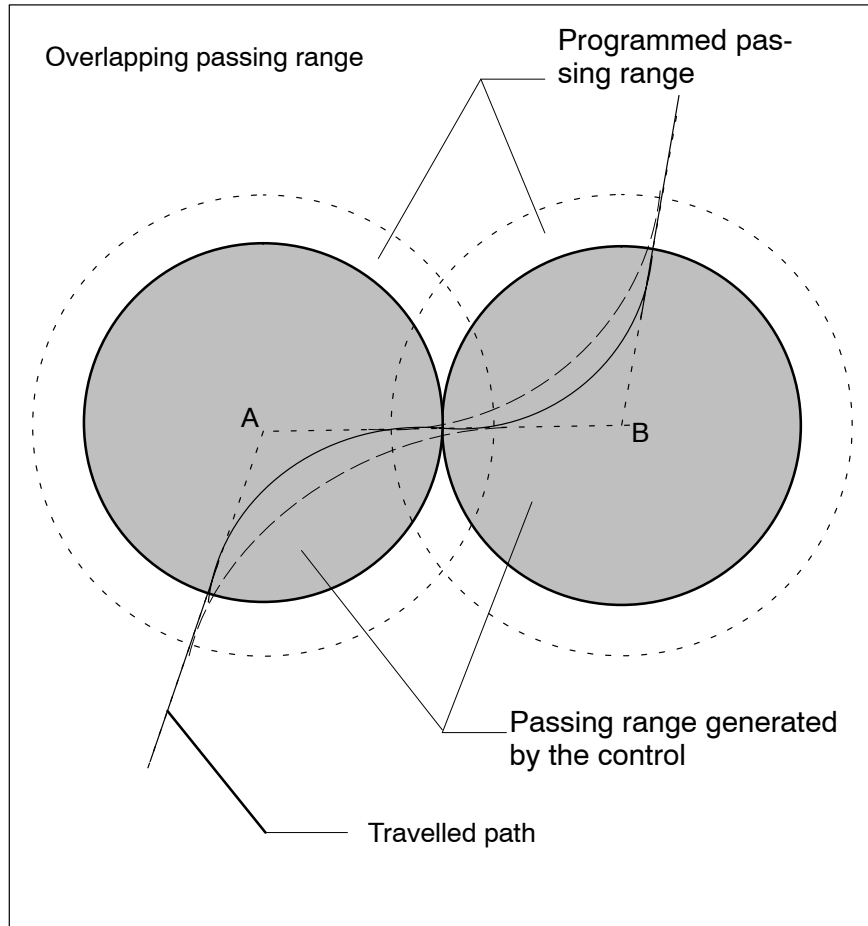 Overlapping passing range
Programmed pas-
sing range
A
B
Passing range generated
by the control
Travelled path